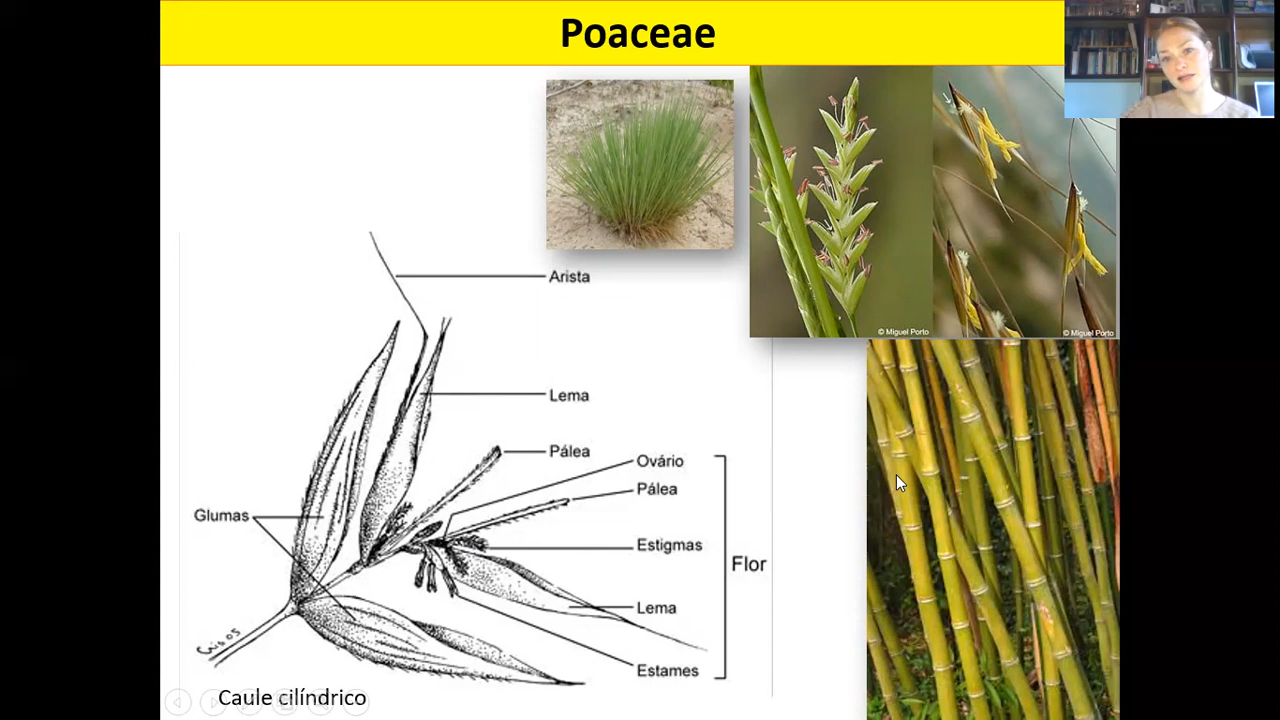 Poaceae
© Miguel Porto
© Miguel Porto
Arista
Lema
Pálea
Ovário
Pálea
Glumas
Estigmas
Flor
Lema
Estames
Caule cilíndrico